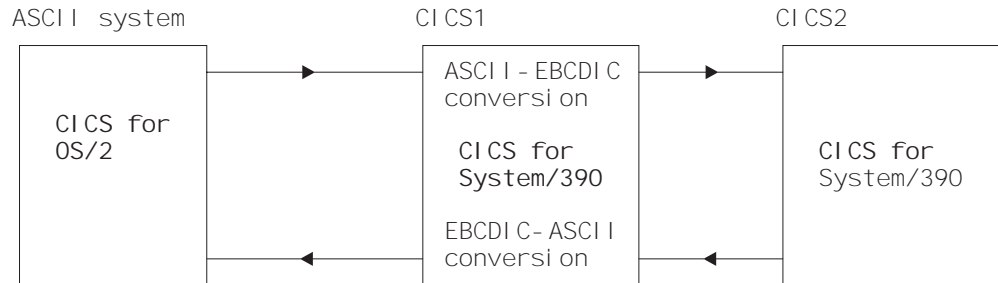 ASCII system
CICS1
CICS2
CICS for
OS/2
ASCII-EBCDIC
conversion
CICS for
System/390
EBCDIC-ASCII
conversion
CICS for
System/390